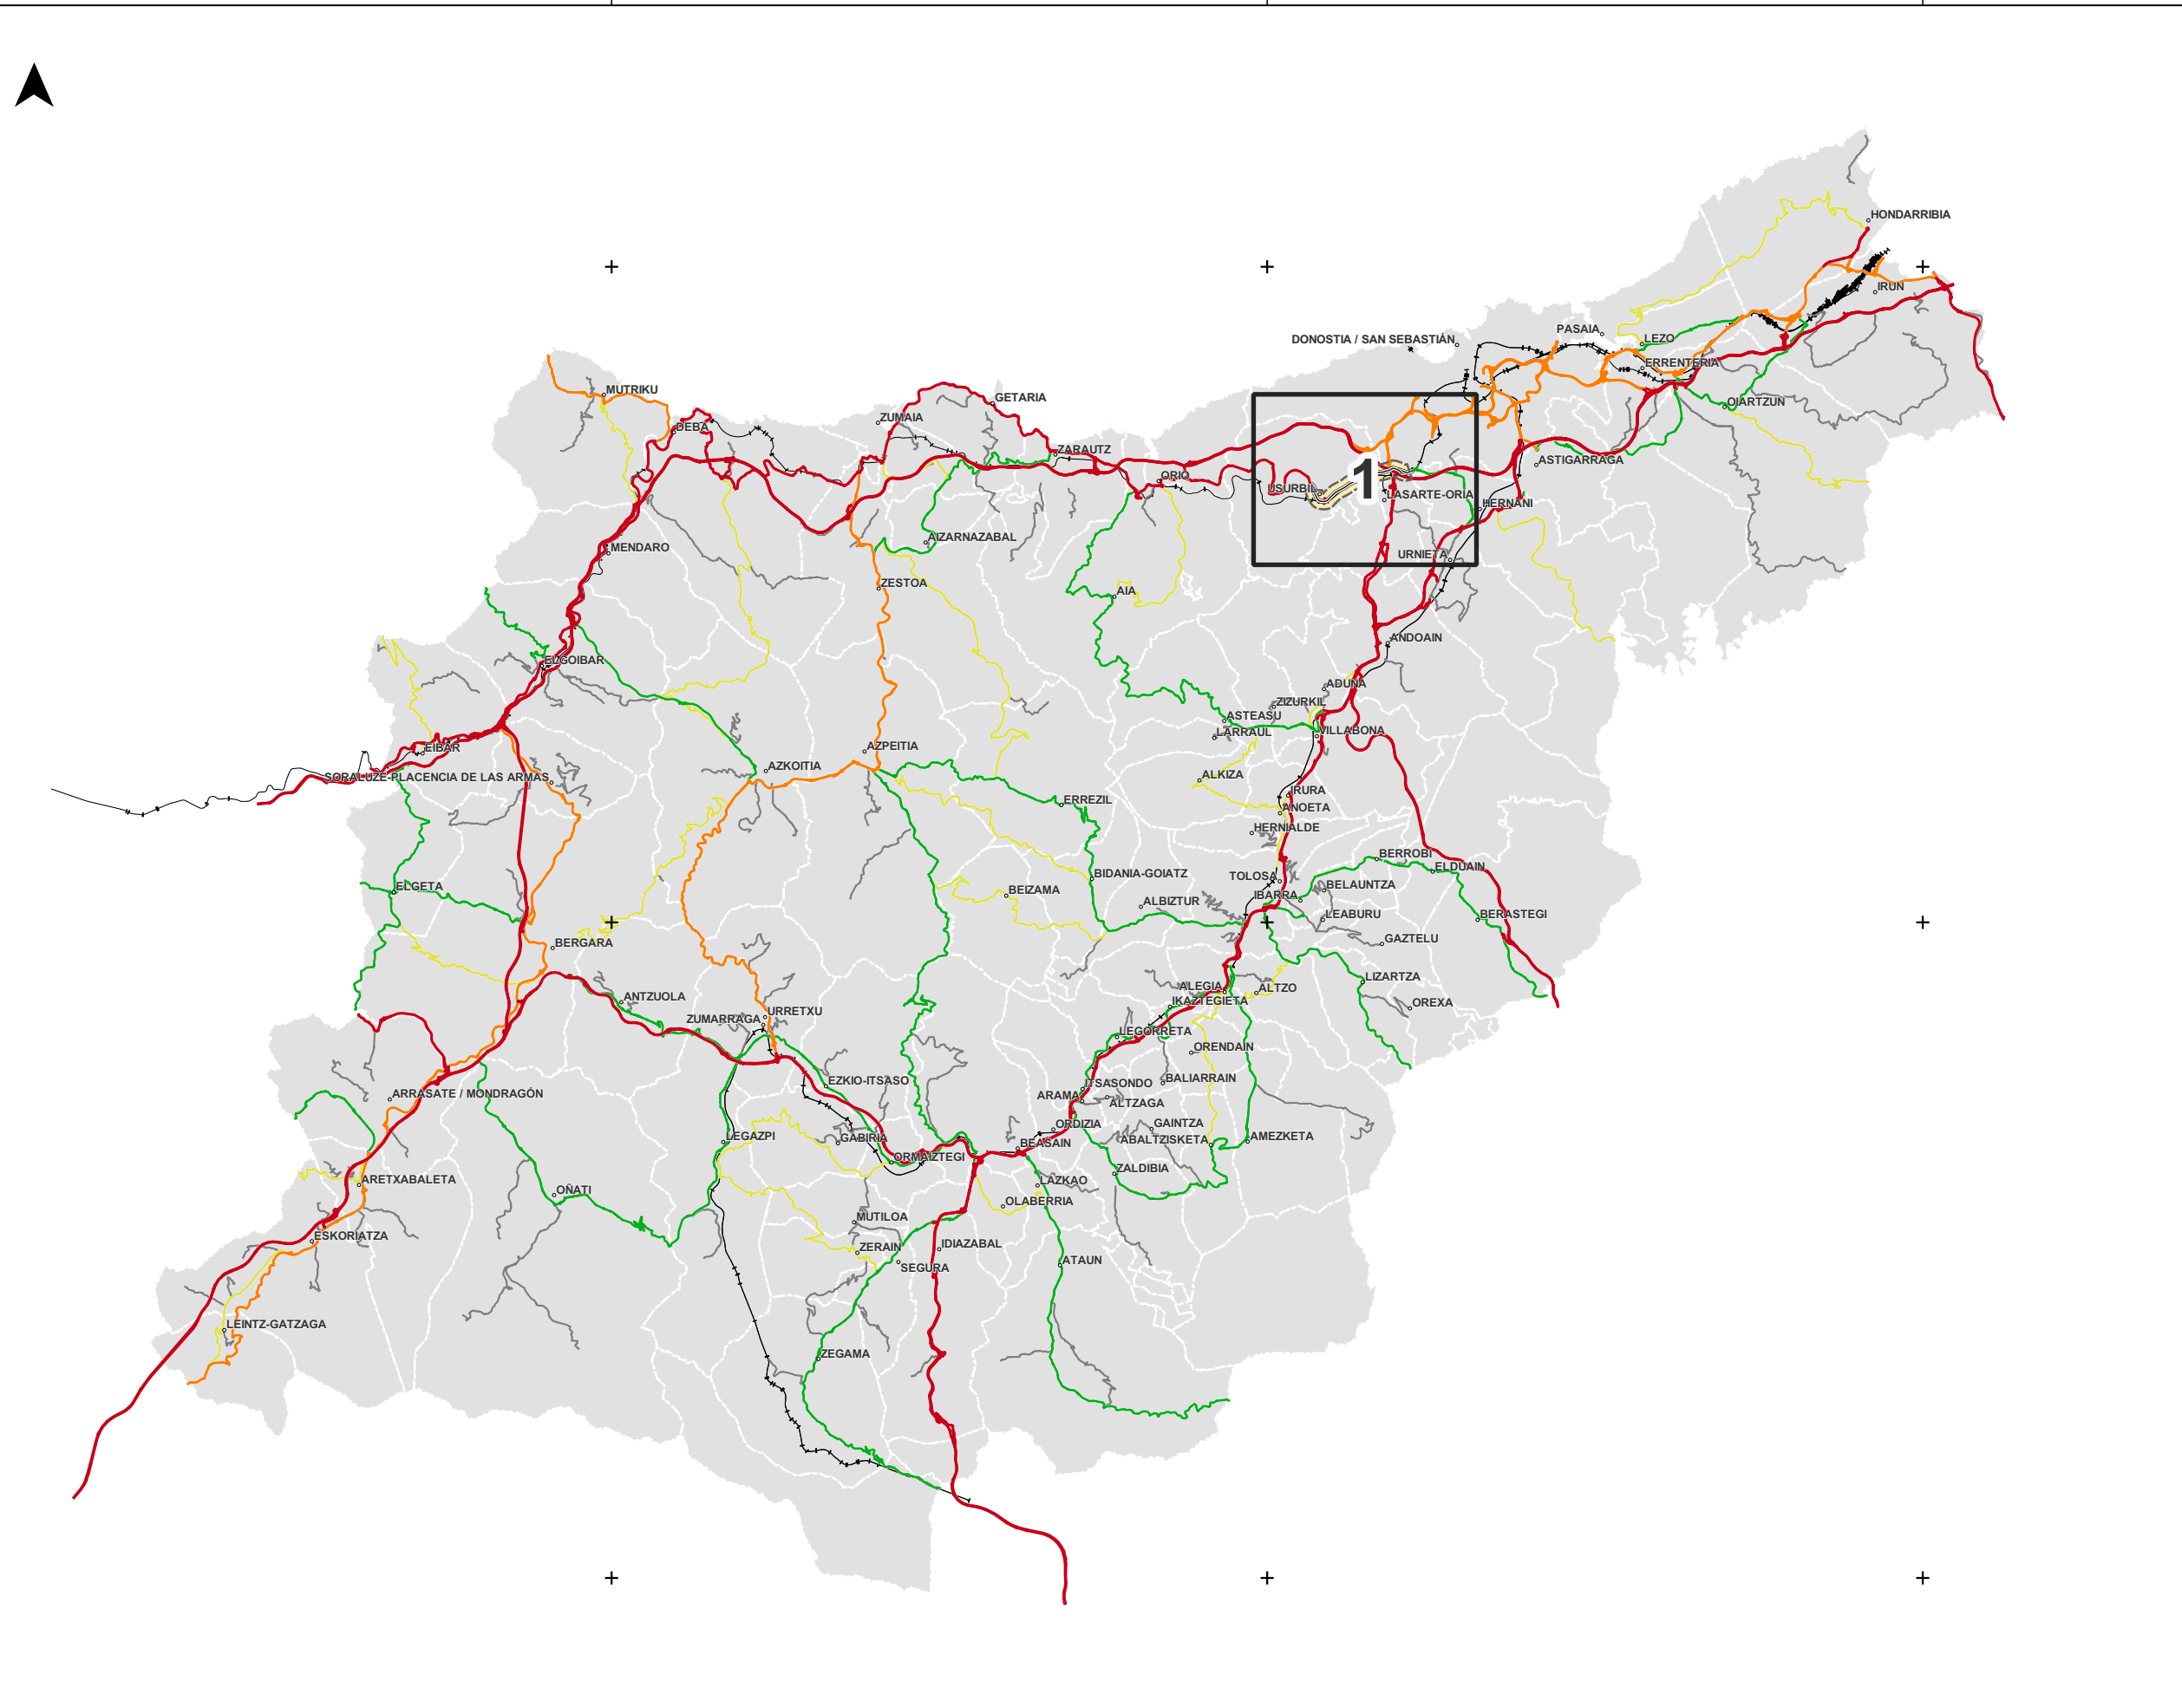 HONDARRIBIA
IRUN
PASAIA
DONOSTIA / SAN SEBASTIÁN
LEZO
ERRENTERIA
MUTRIKU
GETARIA
OIARTZUN
ZUMAIA
DEBA
ZARAUTZ
ASTIGARRAGA
ORIO
1
USURBIL
LASARTE-ORIA
HERNANI
AIZARNAZABAL
MENDARO
URNIETA
ZESTOA
AIA
ANDOAIN
ELGOIBAR
ADUNA
ZIZURKIL
ASTEASU
VILLABONA
LARRAUL
EIBAR
AZPEITIA
AZKOITIA
SORALUZE-PLACENCIA DE LAS ARMAS
ALKIZA
IRURA
ERREZIL
ANOETA
HERNIALDE
BERROBI
ELDUAIN
BIDANIA-GOIATZ
TOLOSA
ELGETA
BELAUNTZA
BEIZAMA
IBARRA
ALBIZTUR
LEABURU
BERASTEGI
GAZTELU
BERGARA
LIZARTZA
ALEGIA
ALTZO
ANTZUOLA
IKAZTEGIETA
OREXA
URRETXU
ZUMARRAGA
LEGORRETA
ORENDAIN
EZKIO-ITSASO
BALIARRAIN
ITSASONDO
ARRASATE / MONDRAGÓN
ARAMA
ALTZAGA
ORDIZIA
GAINTZA
LEGAZPI
GABIRIA
ABALTZISKETA
AMEZKETA
BEASAIN
ORMAIZTEGI
ZALDIBIA
ARETXABALETA
LAZKAO
OÑATI
OLABERRIA
MUTILOA
ESKORIATZA
IDIAZABAL
ZERAIN
ATAUN
SEGURA
LEINTZ-GATZAGA
ZEGAMA